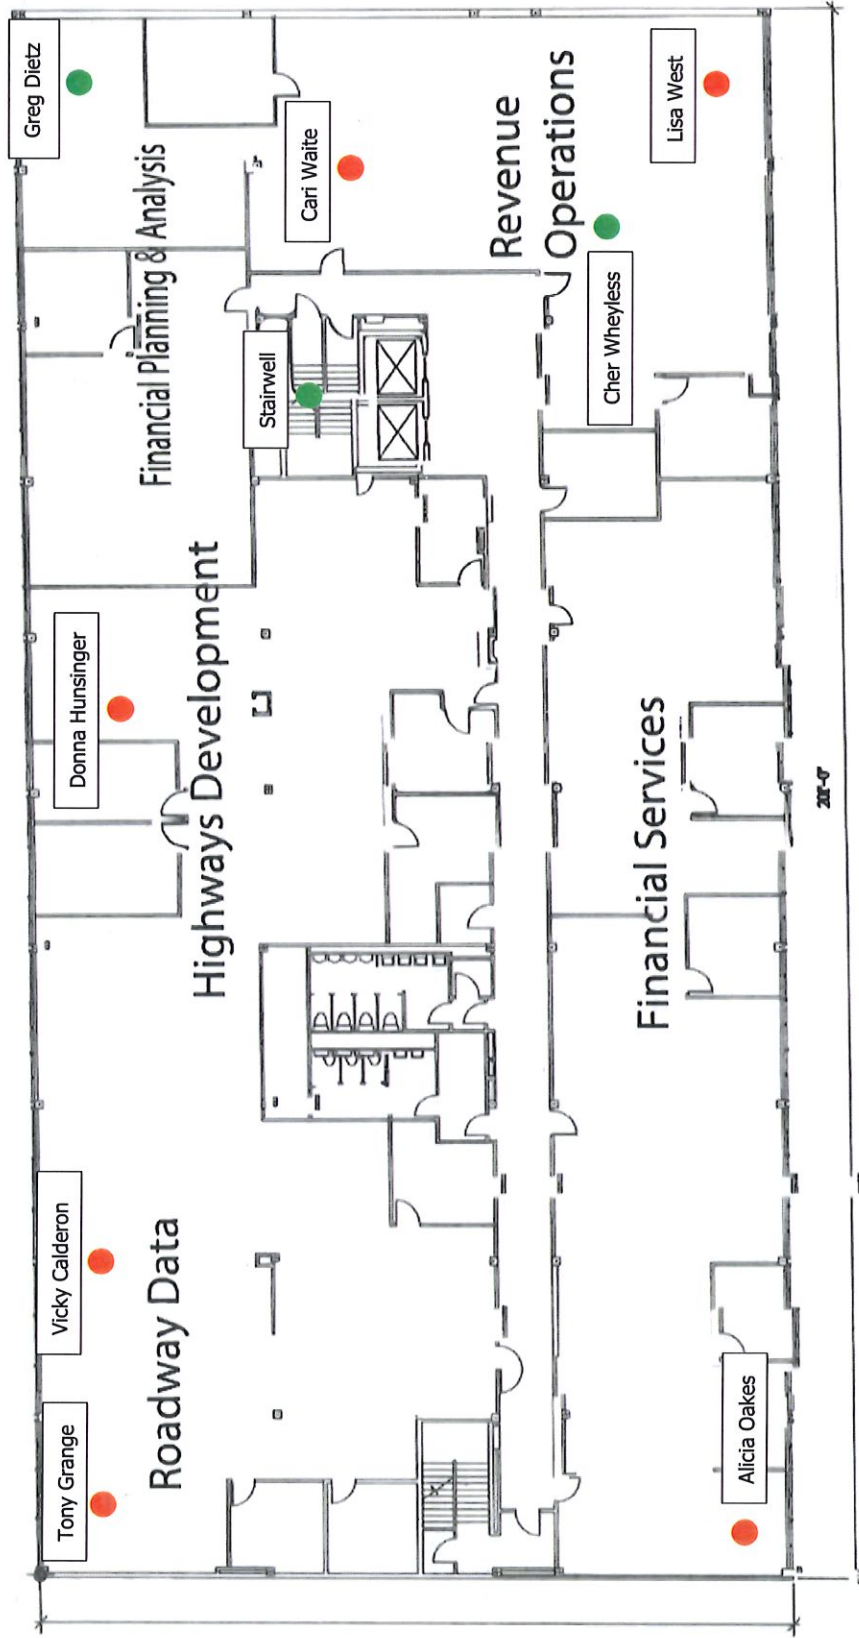 Greg Dietz
Financial Planning & Analysis
Cari Waite
Revenue
Operations
Lisa West
Stairwell
Cher Wheyless
Donna Hunsinger
Highways Development
Financial Services
Vicky Calderon
Roadway Data
Tony Grange
Alicia Oakes